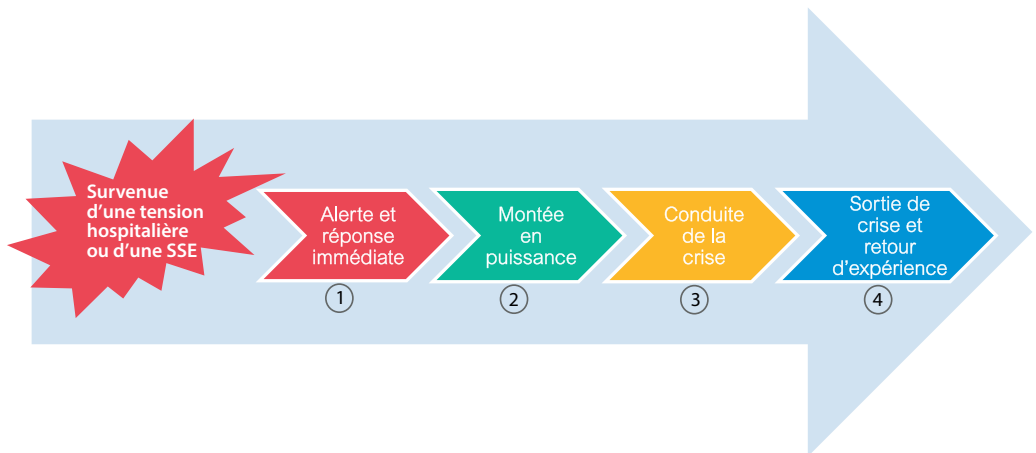 Survenue
d'une tension
hospitalière
ou d'une SSE
Alerte et
réponse
immédiate
1
Montée
en
puissance
2
Conduite
de la
crise
3
Sortie de
crise et
retour
d'expérience
4